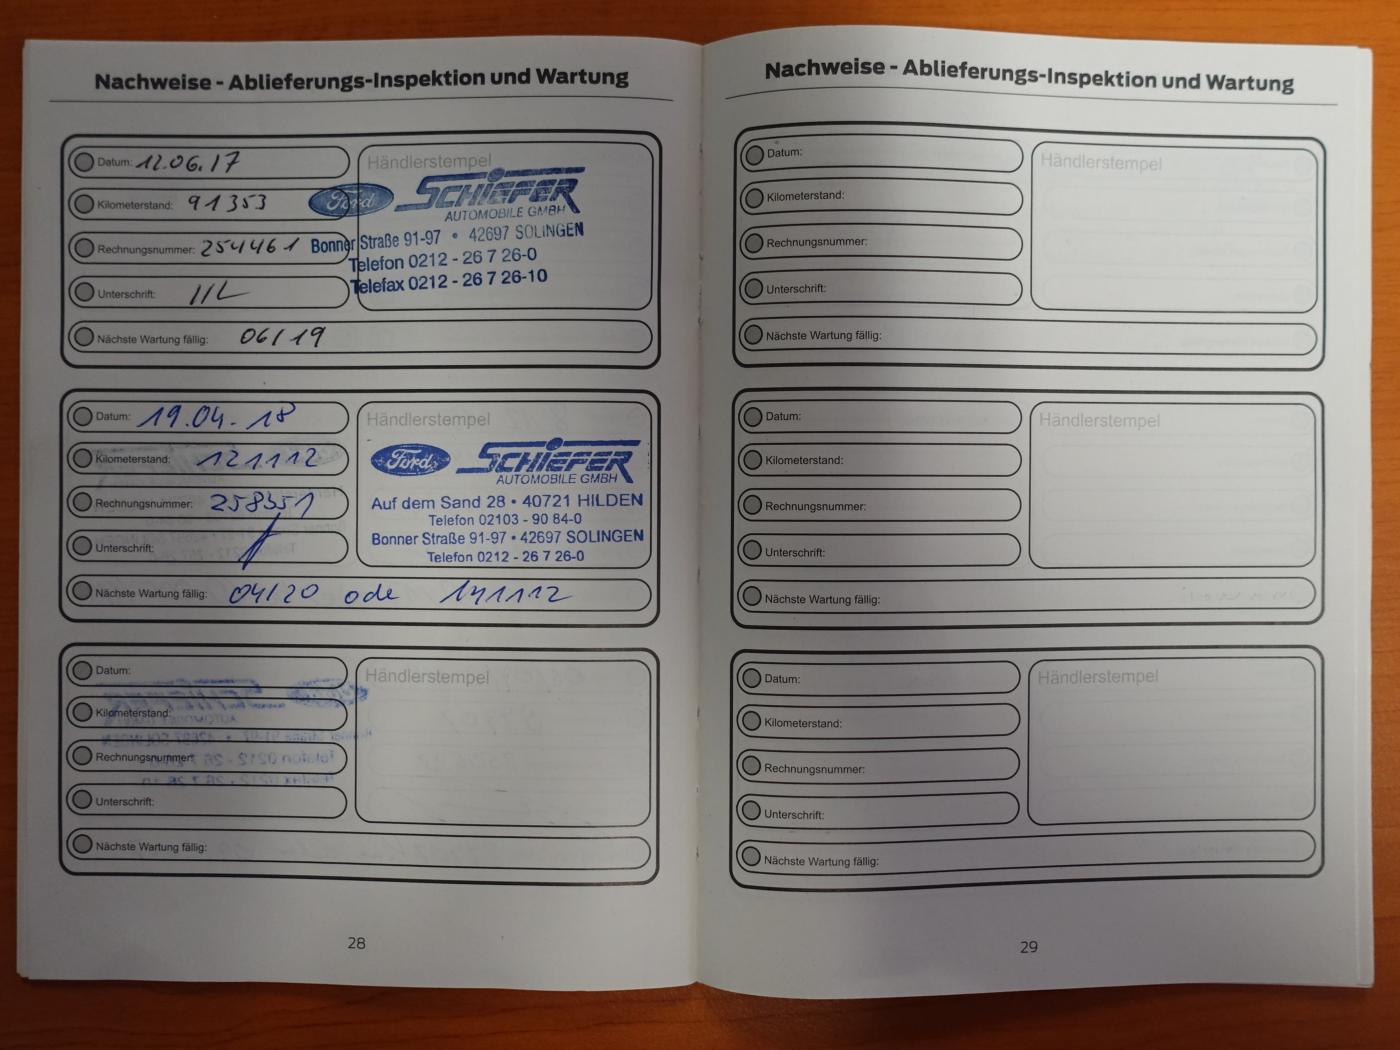 Nachweise - Ablieferungs-Inspektion und Wartung
Datum: 12.06.17
Kilometerstand: 91353
Rechnungsnummer: 254461
Unterschrift:
Nächste Wartung fällig: 06/19
Händlerstempel
Ford SCHIEFER
AUTOMOBILE GMBH
Bonner Straße 91-97 • 42697 SOLINGEN
Telefon 0212 - 26 7 26-0
Telefax 0212 - 26 7 26-10
Datum: 19.04.18
Kilometerstand: 121112
Rechnungsnummer: 258351
Unterschrift:
Nächste Wartung fällig: 04/20 ode 141112
Händlerstempel
Ford SCHIEFER
AUTOMOBILE GMBH
Auf dem Sand 28 • 40721 HILDEN
Telefon 02103 - 90 84-0
Bonner Straße 91-97 • 42697 SOLINGEN
Telefon 0212 - 26 7 26-0
Datum:
Kilometerstand:
Rechnungsnummer:
Unterschrift:
Nächste Wartung fällig:
Händlerstempel
28
Nachweise - Ablieferungs-Inspektion und Wartung
Datum:
Kilometerstand:
Rechnungsnummer:
Unterschrift:
Nächste Wartung fällig:
Händlerstempel
Datum:
Kilometerstand:
Rechnungsnummer:
Unterschrift:
Nächste Wartung fällig:
Händlerstempel
Datum:
Kilometerstand:
Rechnungsnummer:
Unterschrift:
Nächste Wartung fällig:
Händlerstempel
29